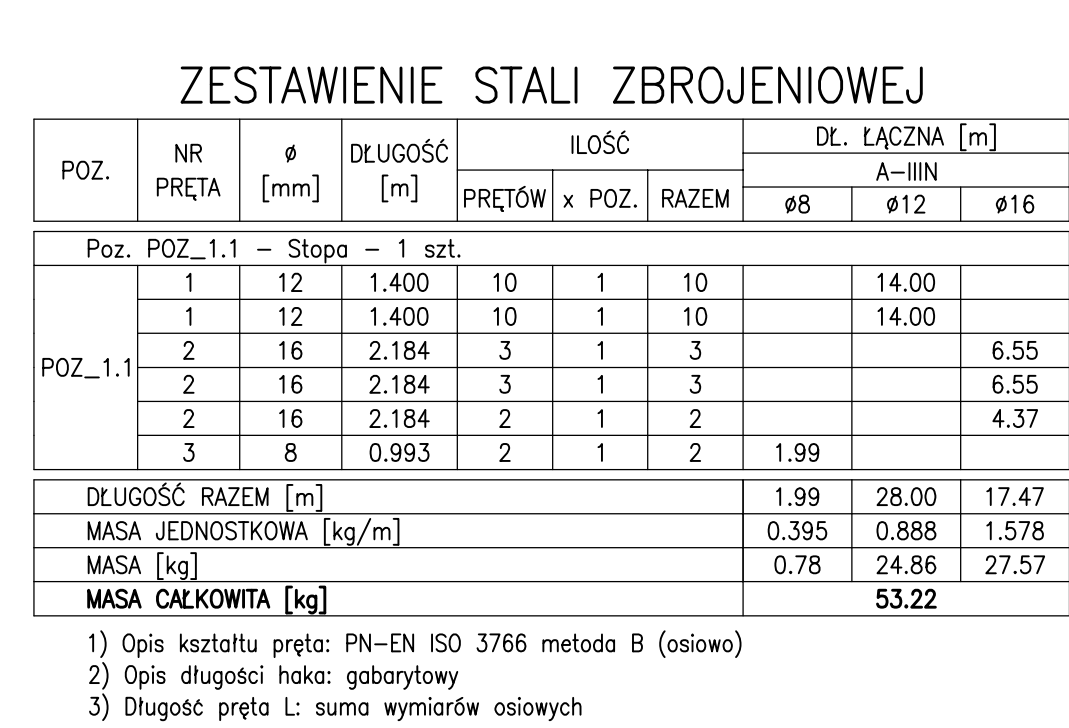 ZESTAWIENIE STALI ZBROJENIOWEJ
POZ. NR PRĘTA ø [mm] DŁUGOŚĆ [m] ILOŚĆ DŁ. ŁĄCZNA [m]
A-IIIN
PRĘTÓW x POZ. RAZEM ø8 ø12 ø16
Poz. POZ_1.1 - Stopa - 1 szt.
POZ_1.1
1 12 1.400 10 1 10 14.00
1 12 1.400 10 1 10 14.00
2 16 2.184 3 1 3 6.55
2 16 2.184 3 1 3 6.55
2 16 2.184 2 1 2 4.37
3 8 0.993 2 1 2 1.99
DŁUGOŚĆ RAZEM [m] 1.99 28.00 17.47
MASA JEDNOSTKOWA [kg/m] 0.395 0.888 1.578
MASA [kg] 0.78 24.86 27.57
MASA CAŁKOWITA [kg] 53.22
1) Opis kształtu pręta: PN-EN ISO 3766 metoda B (osiowo)
2) Opis długości haka: gabarytowy
3) Długość pręta L: suma wymiarów osiowych